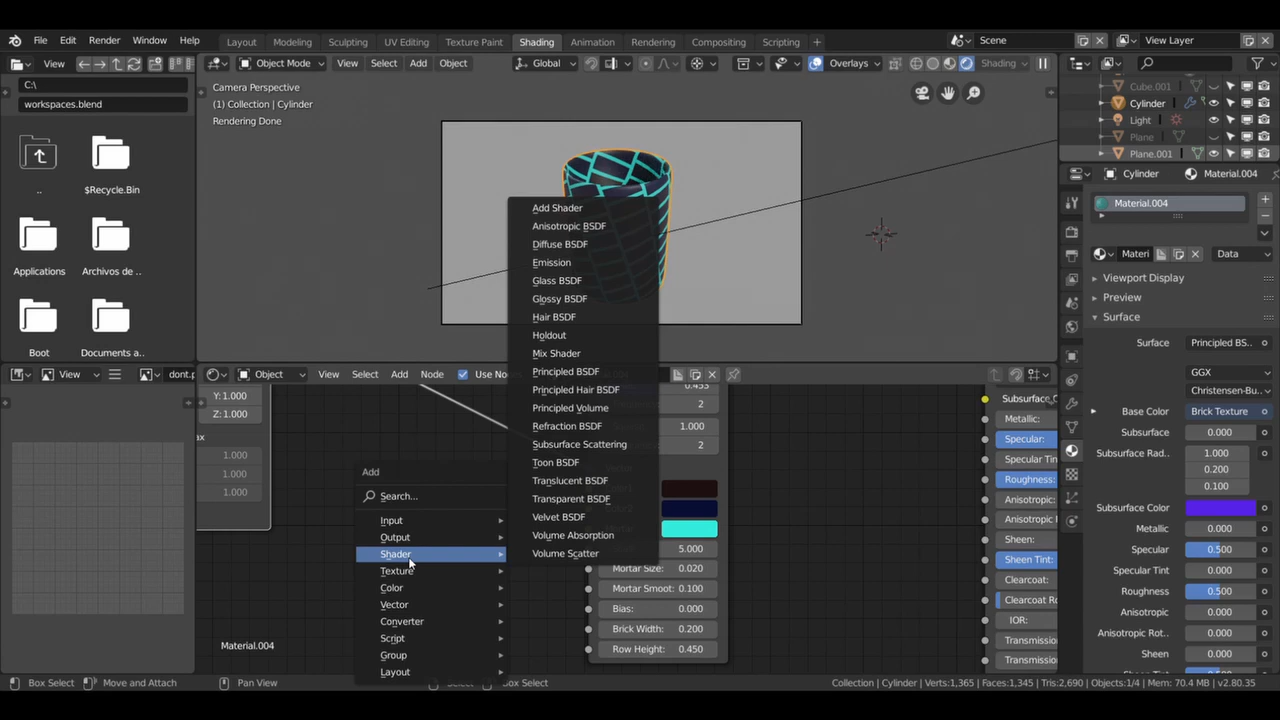 File Edit Render Window Help Layout Modeling Sculpting UV Editing Texture Paint Shading Animation Rendering Compositing Scripting + Scene View Layer
View Object Mode View Select Add Object Global Overlays Shading
C:\
workspaces.blend
Camera Perspective
(1) Collection | Cylinder
Rendering Done
Cube.001
Cylinder
Light
Plane
Plane.001
..
$Recycle.Bin
Applications
Archivos de ..
Boot
Documents a..
Cylinder Material.004
Material.004
Materi Data
Viewport Display
Preview
Surface
Surface Principled BS..
GGX
Christensen-Bu..
Base Color Brick Texture
Subsurface 0.000
Subsurface Rad.. 1.000
0.200
0.100
Subsurface Color
Metallic 0.000
Specular 0.500
Specular Tint 0.000
Roughness 0.500
Anisotropic 0.000
Anisotropic Rot.. 0.000
Sheen 0.000
View dont.p
Object View Select Add Node Use No
Y: 1.000
Z: 1.000
ax
1.000
1.000
1.000
Add
Search...
Input
Output
Shader
Texture
Color
Vector
Converter
Script
Group
Layout
Add Shader
Anisotropic BSDF
Diffuse BSDF
Emission
Glass BSDF
Glossy BSDF
Hair BSDF
Holdout
Mix Shader
Principled BSDF
Principled Hair BSDF
Principled Volume
Refraction BSDF
Subsurface Scattering
Toon BSDF
Translucent BSDF
Transparent BSDF
Velvet BSDF
Volume Absorption
Volume Scatter
0.453
2
1.000
2
5.000
Mortar Size: 0.020
Mortar Smoot: 0.100
Bias: 0.000
Brick Width: 0.200
Row Height: 0.450
Subsurface C
Metallic:
Specular:
Specular Tint
Roughness:
Anisotropic:
Anisotropic
Sheen:
Sheen Tint:
Clearcoat:
Clearcoat Ro
IOR:
Transmission
Transmission
Material.004
Box Select Move and Attach Pan View Select Box Select Collection | Cylinder | Verts:1,365 | Faces:1,345 | Tris:2,690 | Objects:1/4 | Mem: 70.4 MB | v2.80.35